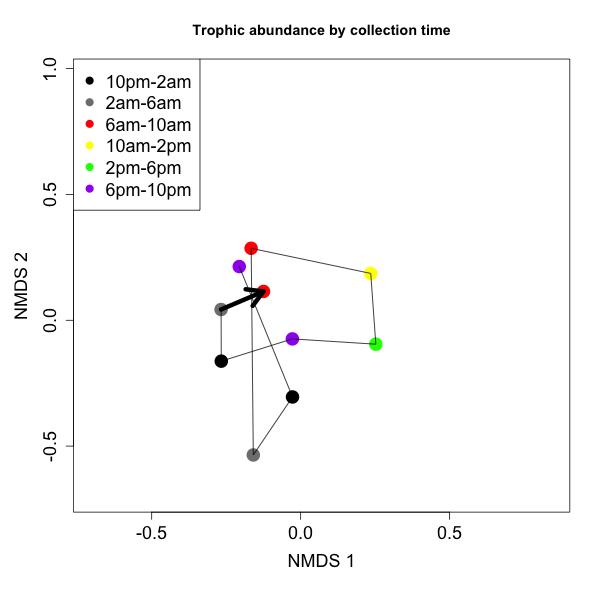 Trophic abundance by collection time
10pm-2am
2am-6am
6am-10am
10am-2pm
2pm-6pm
6pm-10pm
1.0
0.5
0.0
-0.5
NMDS 2
-0.5
0.0
0.5
NMDS 1